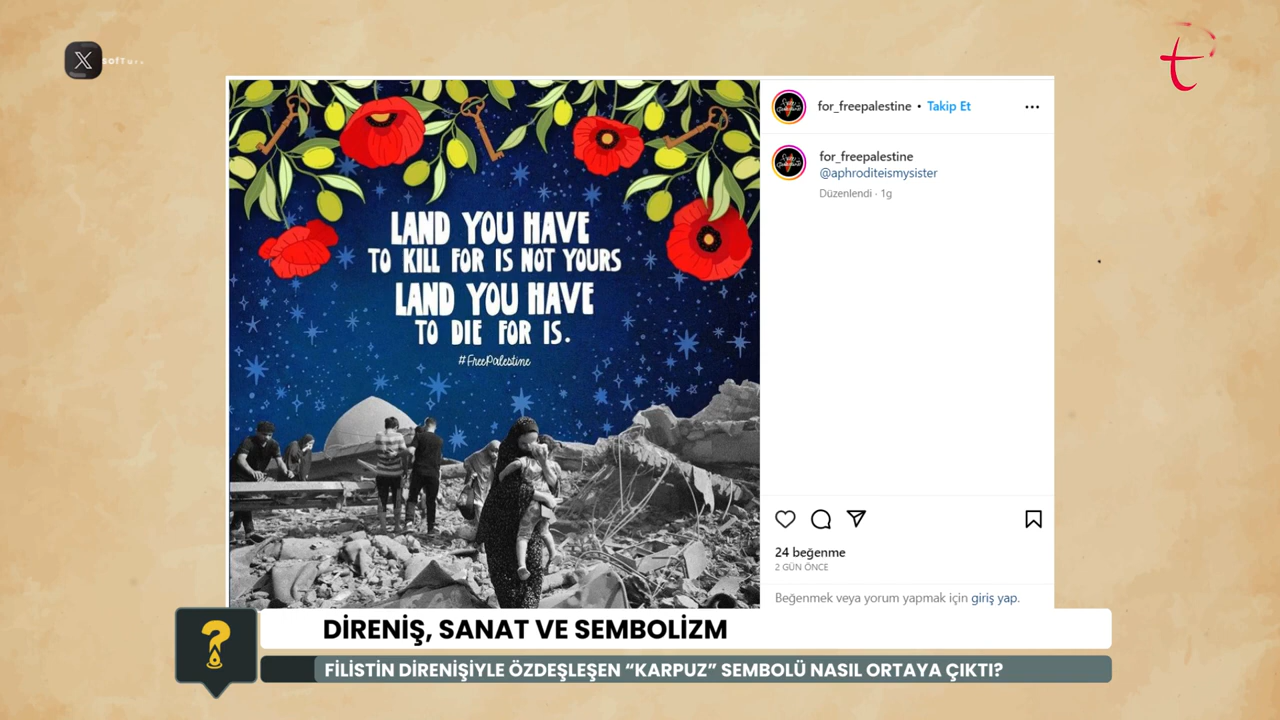 LAND YOU HAVE
TO KILL FOR IS NOT YOURS
LAND YOU HAVE
TO DIE FOR IS.
#FreePalestine
for_freepalestine • Takip Et
for_freepalestine
@aphroditeismysister
Düzenlendi · 1g
24 beğenme
2 GÜN ÖNCE
Beğenmek veya yorum yapmak için giriş yap.
DİRENİŞ, SANAT VE SEMBOLİZM
FİLİSTİN DİRENİŞİYLE ÖZDEŞLEŞEN “KARPUZ” SEMBOLÜ NASIL ORTAYA ÇIKTI?